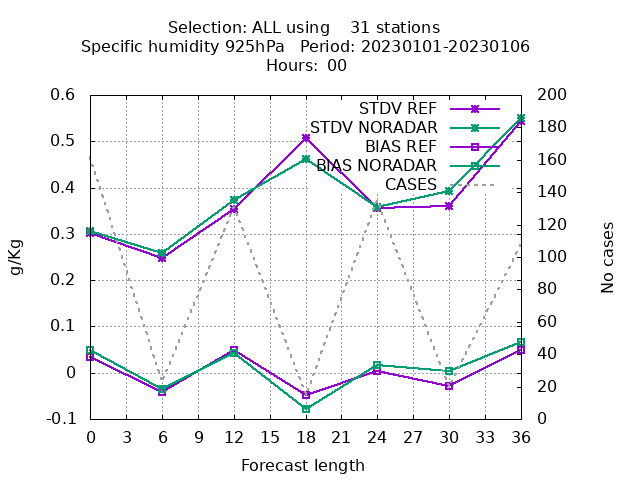 Selection: ALL using    31 stations
Specific humidity 925hPa   Period: 20230101-20230106
Hours: 00
STDV REF
STDV NORADAR
BIAS REF
BIAS NORADAR
CASES
0.6
0.5
0.4
0.3
0.2
0.1
0
-0.1
g/Kg
200
180
160
140
120
100
80
60
40
20
0
No cases
0 3 6 9 12 15 18 21 24 27 30 33 36
Forecast length